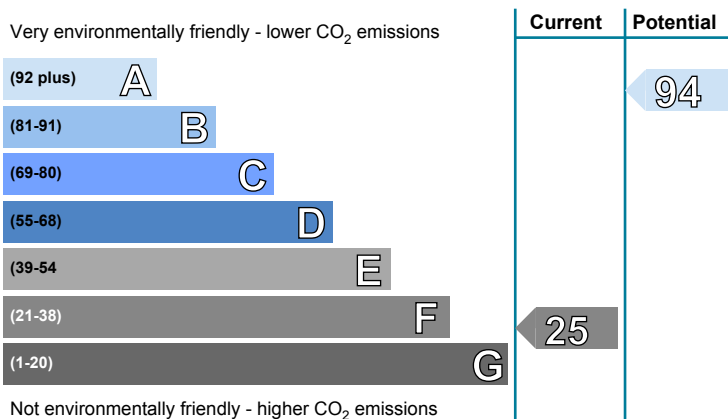 Current Potential
Very environmentally friendly - lower CO2 emissions
(92 plus) A 94
(81-91) B
(69-80) C
(55-68) D
(39-54 E
(21-38) F 25
(1-20) G
Not environmentally friendly - higher CO2 emissions